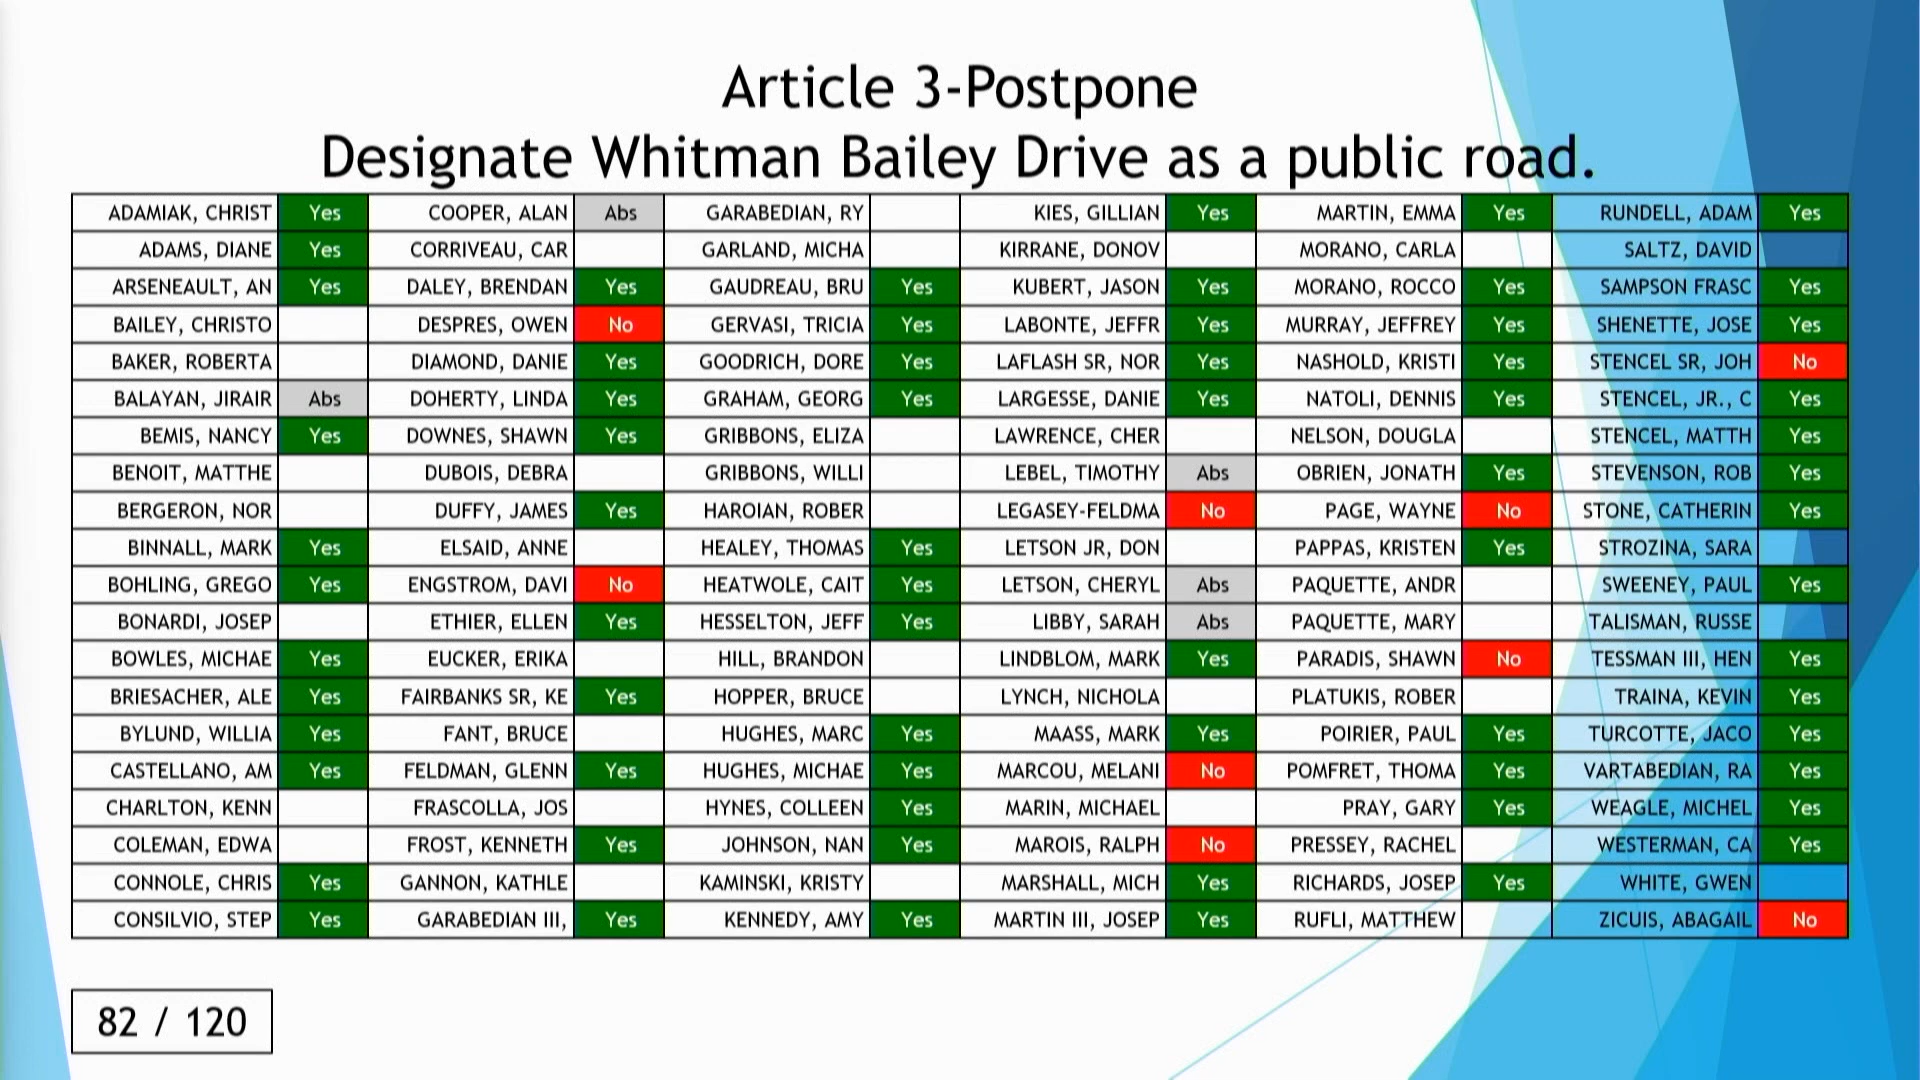 Article 3-Postpone
Designate Whitman Bailey Drive as a public road.
ADAMIAK, CHRIST Yes COOPER, ALAN Abs GARABEDIAN, RY KIES, GILLIAN Yes MARTIN, EMMA Yes RUNDELL, ADAM Yes
ADAMS, DIANE Yes CORRIVEAU, CAR GARLAND, MICHA KIRRANE, DONOV MORANO, CARLA SALTZ, DAVID
ARSENEAULT, AN Yes DALEY, BRENDAN Yes GAUDREAU, BRU Yes KUBERT, JASON Yes MORANO, ROCCO Yes SAMPSON FRASC Yes
BAILEY, CHRISTO DESPRES, OWEN No GERVASI, TRICIA Yes LABONTE, JEFFR Yes MURRAY, JEFFREY Yes SHENETTE, JOSE Yes
BAKER, ROBERTA DIAMOND, DANIE Yes GOODRICH, DORE Yes LAFLASH SR, NOR Yes NASHOLD, KRISTI Yes STENCEL SR, JOH No
BALAYAN, JIRAIR Abs DOHERTY, LINDA Yes GRAHAM, GEORG Yes LARGESSE, DANIE Yes NATOLI, DENNIS Yes STENCEL, JR., C Yes
BEMIS, NANCY Yes DOWNES, SHAWN Yes GRIBBONS, ELIZA LAWRENCE, CHER NELSON, DOUGLA STENCEL, MATTH Yes
BENOIT, MATTHE DUBOIS, DEBRA GRIBBONS, WILLI LEBEL, TIMOTHY Abs OBRIEN, JONATH Yes STEVENSON, ROB Yes
BERGERON, NOR DUFFY, JAMES Yes HAROIAN, ROBER LEGASEY-FELDMA No PAGE, WAYNE No STONE, CATHERIN Yes
BINNALL, MARK Yes ELSAID, ANNE HEALEY, THOMAS Yes LETSON JR, DON PAPPAS, KRISTEN Yes STROZINA, SARA
BOHLING, GREGO Yes ENGSTROM, DAVI No HEATWOLE, CAIT Yes LETSON, CHERYL Abs PAQUETTE, ANDR SWEENEY, PAUL Yes
BONARDI, JOSEP ETHIER, ELLEN Yes HESSELTON, JEFF Yes LIBBY, SARAH Abs PAQUETTE, MARY TALISMAN, RUSSE
BOWLES, MICHAE Yes EUCKER, ERIKA HILL, BRANDON LINDBLOM, MARK Yes PARADIS, SHAWN No TESSMAN III, HEN Yes
BRIESACHER, ALE Yes FAIRBANKS SR, KE Yes HOPPER, BRUCE LYNCH, NICHOLA PLATUKIS, ROBER TRAINA, KEVIN Yes
BYLUND, WILLIA Yes FANT, BRUCE HUGHES, MARC Yes MAASS, MARK Yes POIRIER, PAUL Yes TURCOTTE, JACO Yes
CASTELLANO, AM Yes FELDMAN, GLENN Yes HUGHES, MICHAE Yes MARCOU, MELANI No POMFRET, THOMA Yes VARTABEDIAN, RA Yes
CHARLTON, KENN FRASCOLLA, JOS HYNES, COLLEEN Yes MARIN, MICHAEL PRAY, GARY Yes WEAGLE, MICHEL Yes
COLEMAN, EDWA FROST, KENNETH Yes JOHNSON, NAN Yes MAROIS, RALPH No PRESSEY, RACHEL WESTERMAN, CA Yes
CONNOLE, CHRIS Yes GANNON, KATHLE KAMINSKI, KRISTY MARSHALL, MICH Yes RICHARDS, JOSEP Yes WHITE, GWEN
CONSILVIO, STEP Yes GARABEDIAN III, Yes KENNEDY, AMY Yes MARTIN III, JOSEP Yes RUFLI, MATTHEW ZICUIS, ABAGAIL No
82 / 120